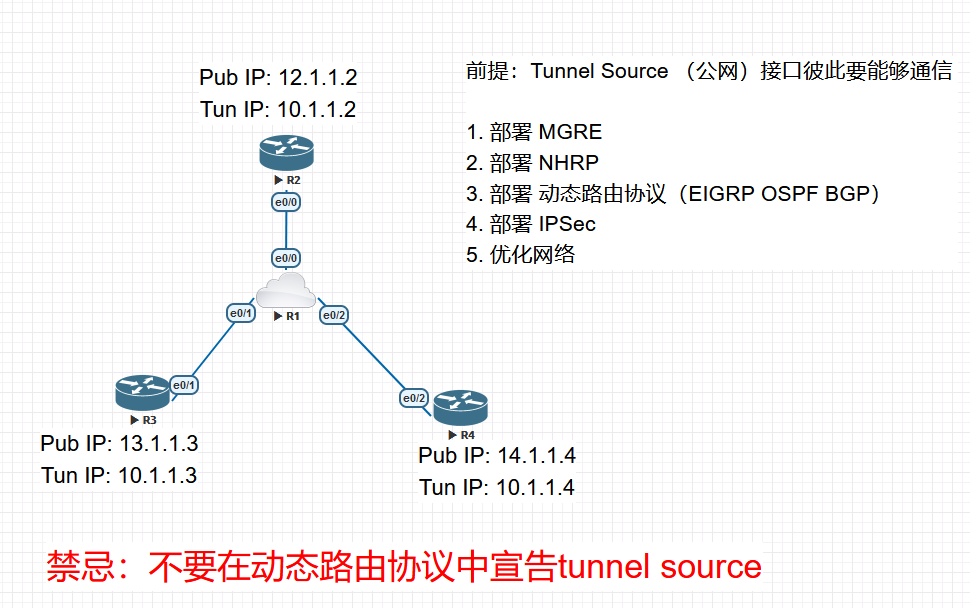 Pub IP: 12.1.1.2
Tun IP: 10.1.1.2
R2
e0/0
e0/0
R1
e0/1
e0/2
e0/1
R3
Pub IP: 13.1.1.3
Tun IP: 10.1.1.3
e0/2
R4
Pub IP: 14.1.1.4
Tun IP: 10.1.1.4
前提：Tunnel Source （公网）接口彼此要能够通信
1. 部署 MGRE
2. 部署 NHRP
3. 部署 动态路由协议（EIGRP OSPF BGP）
4. 部署 IPSec
5. 优化网络
禁忌：不要在动态路由协议中宣告tunnel source